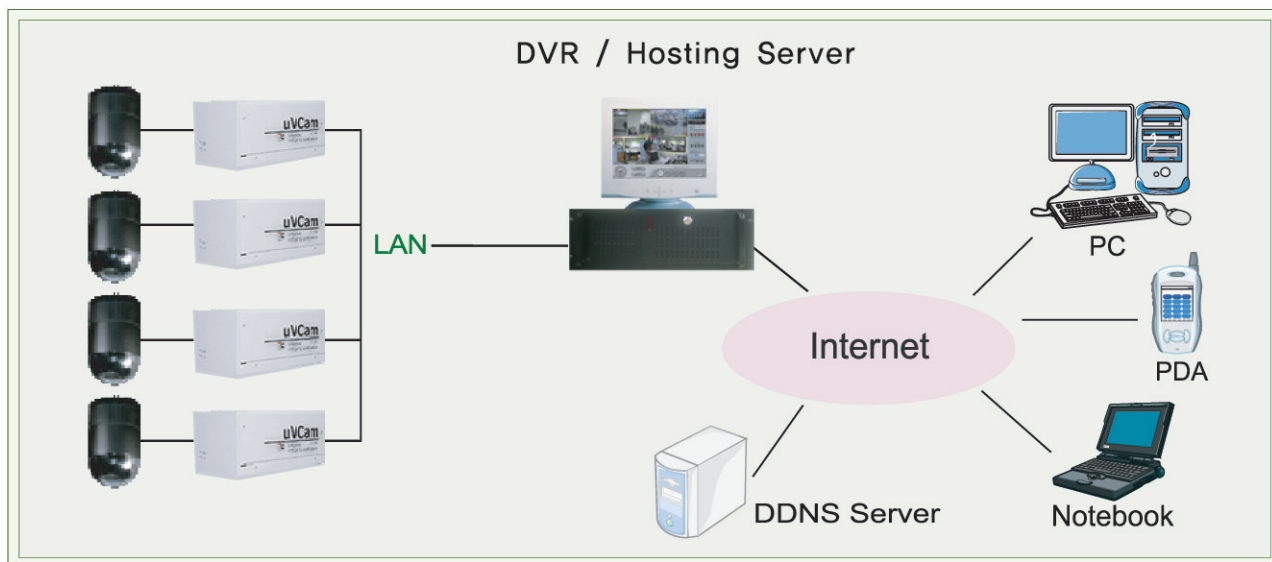 DVR / Hosting Server
uVCam
uVCam
uVCam
uVCam
LAN
Internet
PC
PDA
Notebook
DDNS Server